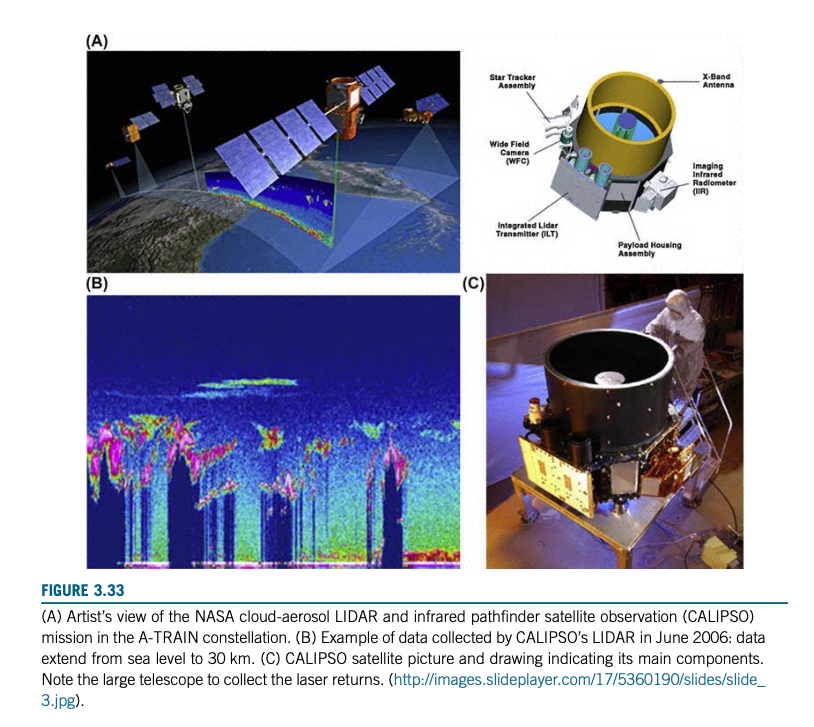 (A)
Star Tracker
Assembly
X-Band
Antenna
Wide Field
Camera
(WFC)
Imaging
Infrared
Radiometer
(IIR)
Integrated Lidar
Transmitter (ILT)
Payload Housing
Assembly
(B)
(C)
FIGURE 3.33
(A) Artist's view of the NASA cloud-aerosol LIDAR and infrared pathfinder satellite observation (CALIPSO)
mission in the A-TRAIN constellation. (B) Example of data collected by CALIPSO's LIDAR in June 2006: data
extend from sea level to 30 km. (C) CALIPSO satellite picture and drawing indicating its main components.
Note the large telescope to collect the laser returns. (http://images.slideplayer.com/17/5360190/slides/slide_
3.jpg).